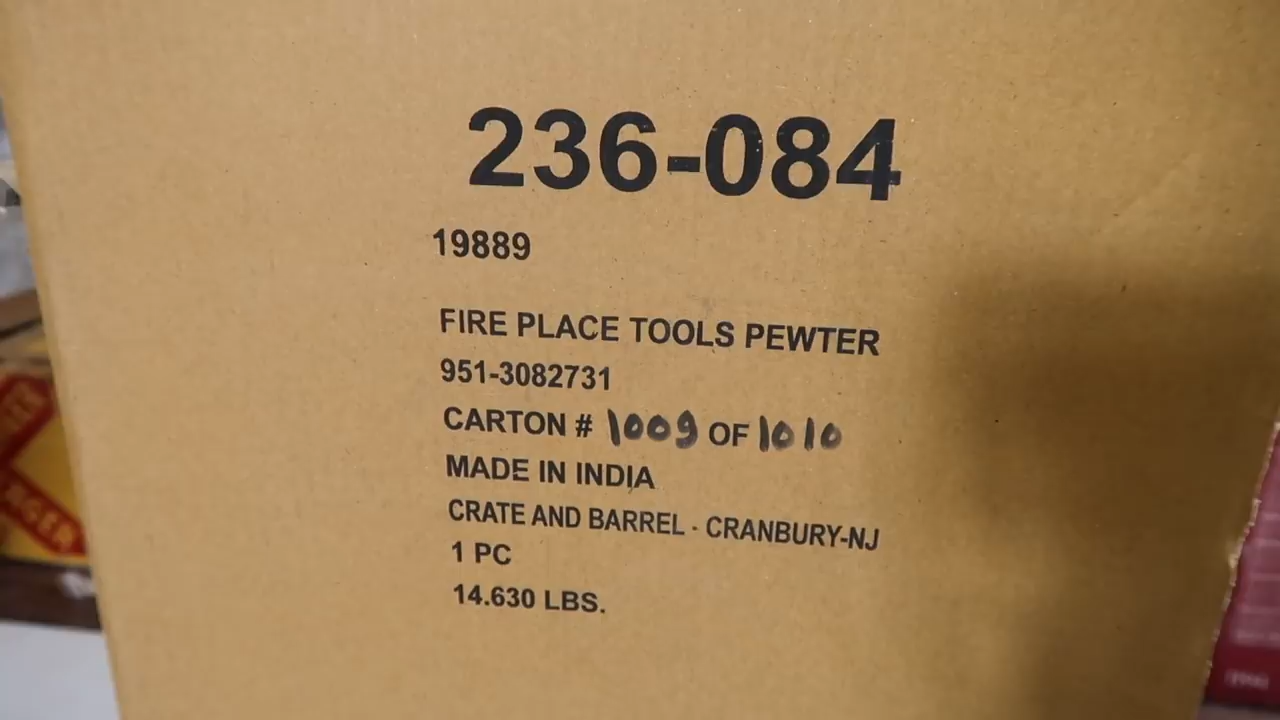 236-084
19889
FIRE PLACE TOOLS PEWTER
951-3082731
CARTON # 1009 OF 1010
MADE IN INDIA
CRATE AND BARREL - CRANBURY-NJ
1 PC
14.630 LBS.